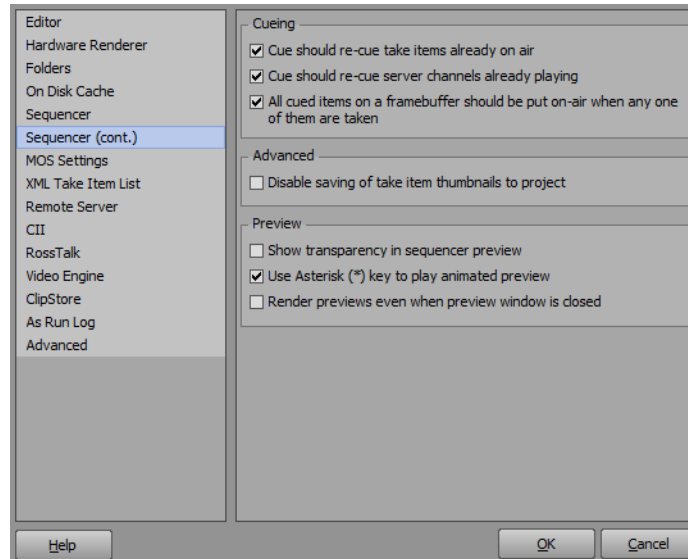 Editor
Hardware Renderer
Folders
On Disk Cache
Sequencer
Sequencer (cont.)
MOS Settings
XML Take Item List
Remote Server
CII
RossTalk
Video Engine
ClipStore
As Run Log
Advanced
Cueing
Cue should re-cue take items already on air
Cue should re-cue server channels already playing
All cued items on a framebuffer should be put on-air when any one
of them are taken
Advanced
Disable saving of take item thumbnails to project
Preview
Show transparency in sequencer preview
Use Asterisk (*) key to play animated preview
Render previews even when preview window is closed
Help
OK
Cancel